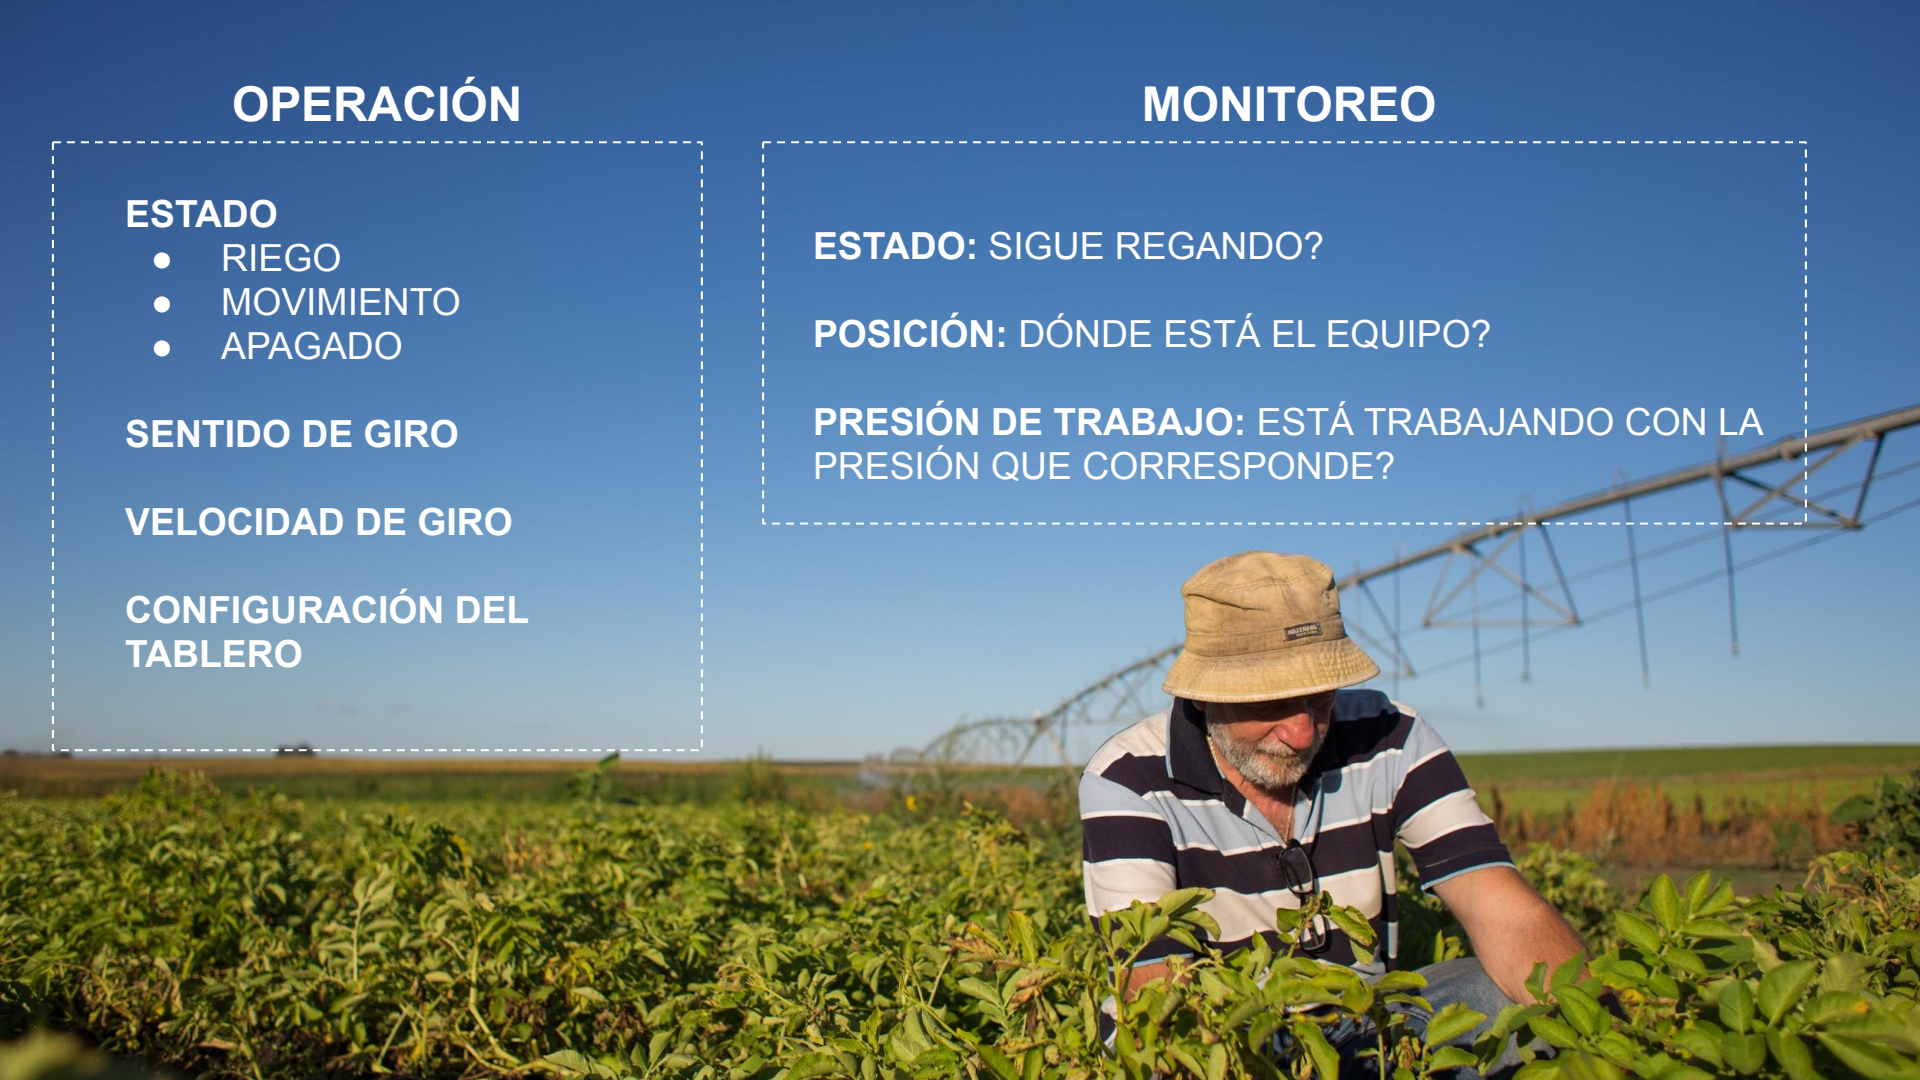 OPERACIÓN
ESTADO
● RIEGO
● MOVIMIENTO
● APAGADO
SENTIDO DE GIRO
VELOCIDAD DE GIRO
CONFIGURACIÓN DEL
TABLERO
MONITOREO
ESTADO: SIGUE REGANDO?
POSICIÓN: DÓNDE ESTÁ EL EQUIPO?
PRESIÓN DE TRABAJO: ESTÁ TRABAJANDO CON LA
PRESIÓN QUE CORRESPONDE?